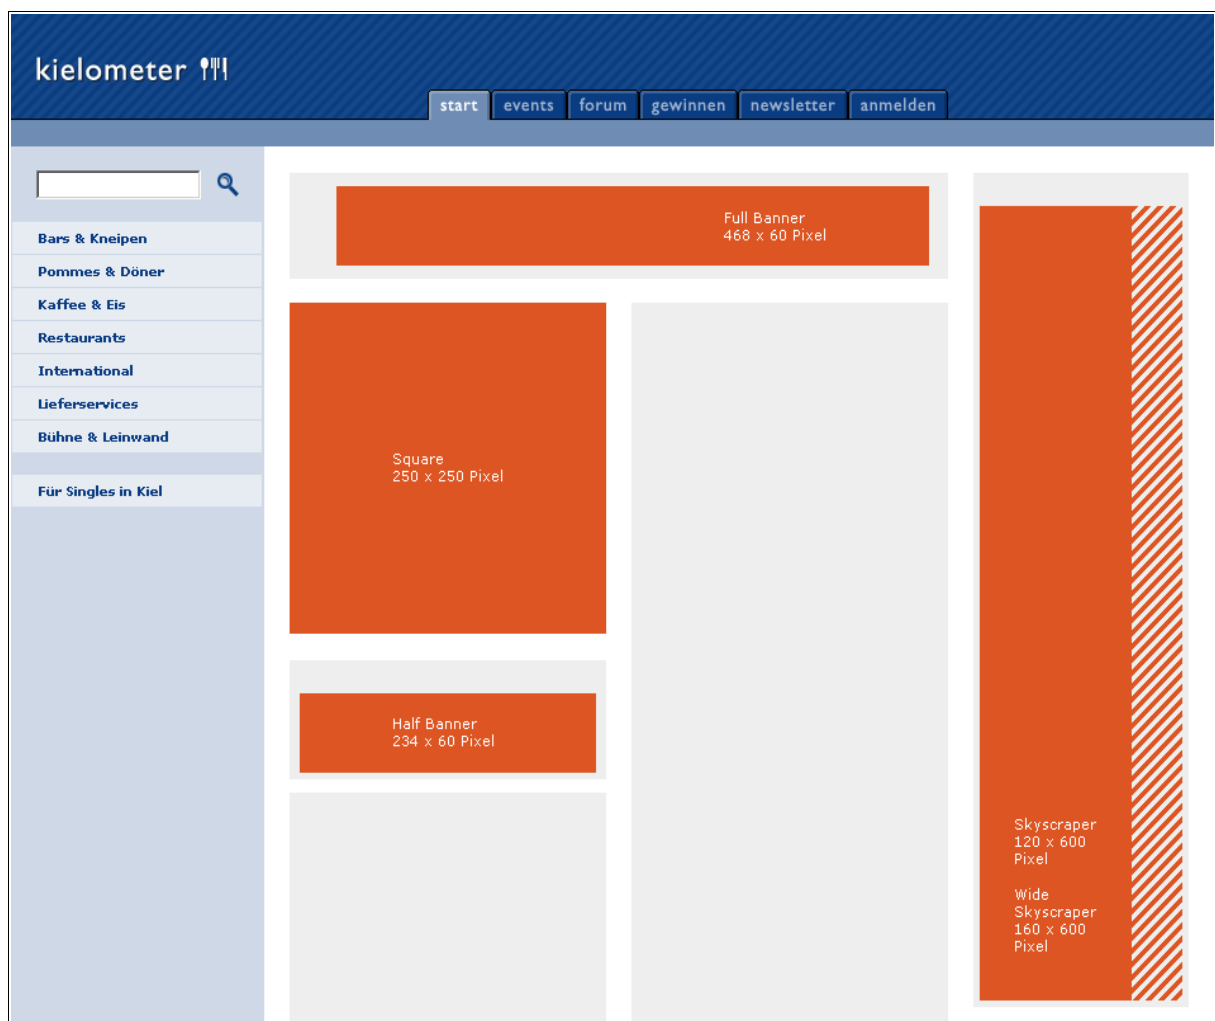 kielometer
start events forum gewinnen newsletter anmelden
Bars & Kneipen
Pommes & Döner
Kaffee & Eis
Restaurants
International
Lieferservices
Bühne & Leinwand
Für Singles in Kiel
Full Banner
468 x 60 Pixel
Square
250 x 250 Pixel
Half Banner
234 x 60 Pixel
Skyscraper
120 x 600
Pixel
Wide
Skyscraper
160 x 600
Pixel